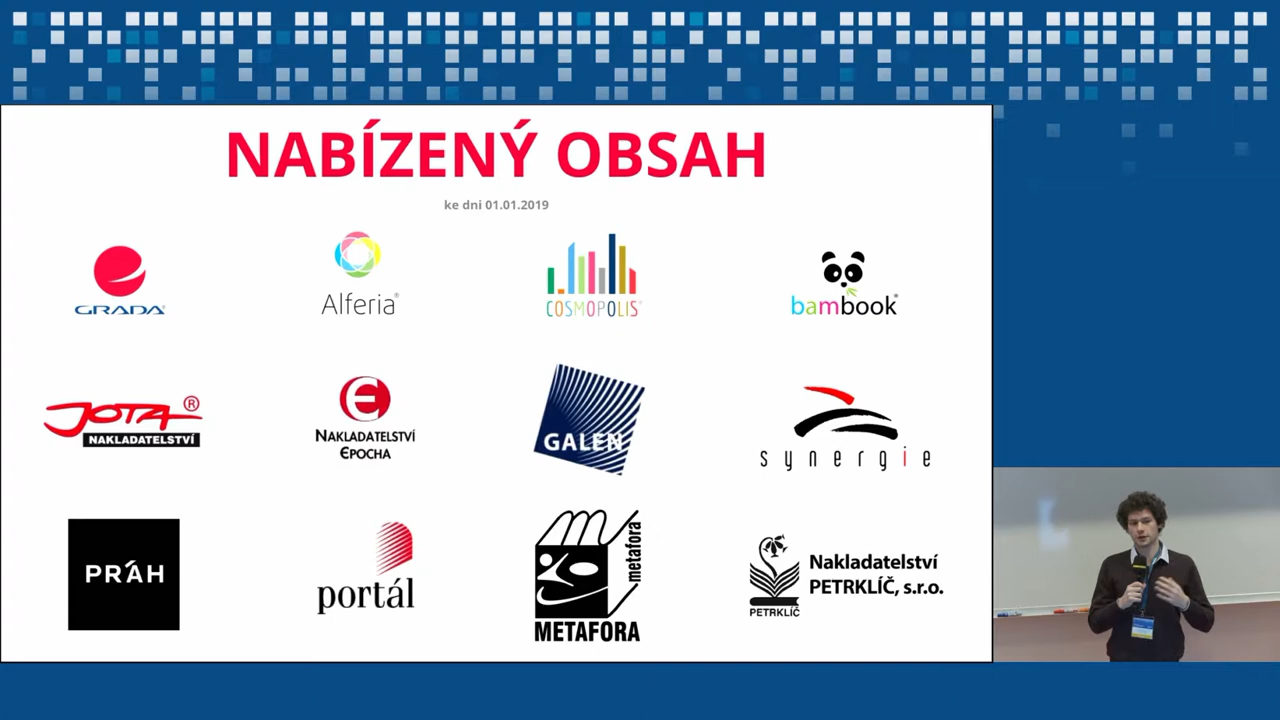 NABÍZENÝ OBSAH
ke dni 01.01.2019
GRADA®
Alferia®
COSMOPOLIS®
bambook®
JOTA®
NAKLADATELSTVÍ
NAKLADATELSTVÍ
EPOCHA
GALÉN
synergie
PRÁH
portál
metafora
METAFORA
PETRKLÍČ
Nakladatelství
PETRKLÍČ, s.r.o.